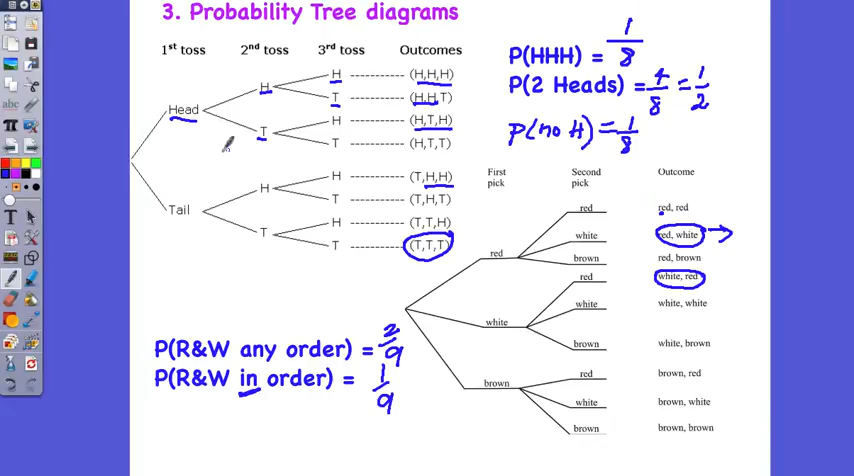 3. Probability Tree diagrams
1st toss 2nd toss 3rd toss Outcomes
H ---------- (H,H,H)
H
T ---------- (H,H,T)
Head
H ---------- (H,T,H)
T
T ---------- (H,T,T)
H ---------- (T,H,H)
H
T ---------- (T,H,T)
Tail
H ---------- (T,T,H)
T
T ---------- (T,T,T)
P(HHH) = 1/8
P(2 Heads) = 4/8 = 1/2
P(no H) = 1/8
First pick Second pick Outcome
red red, red
white red, white
red
brown red, brown
red white, red
white white, white
white
brown white, brown
red brown, red
brown
white brown, white
brown brown, brown
P(R&W any order) = 2/9
P(R&W in order) = 1/9
abc
T